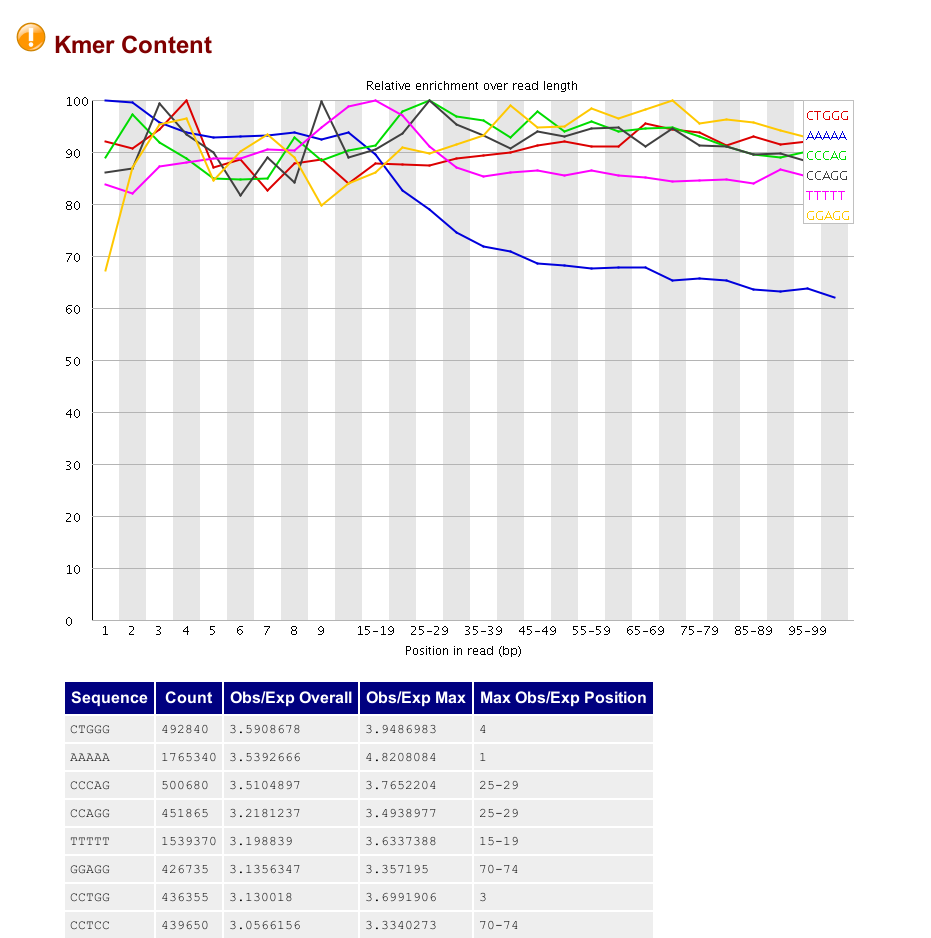 Kmer Content
Relative enrichment over read length
100
90
80
70
60
50
40
30
20
10
0
CTGGG
AAAAA
CCCAG
CCAGG
TTTTT
GGAGG
1 2 3 4 5 6 7 8 9 15-19 25-29 35-39 45-49 55-59 65-69 75-79 85-89 95-99
Position in read (bp)
Sequence Count Obs/Exp Overall Obs/Exp Max Max Obs/Exp Position
CTGGG 492840 3.5908678 3.9486983 4
AAAAA 1765340 3.5392666 4.8208084 1
CCCAG 500680 3.5104897 3.7652204 25-29
CCAGG 451865 3.2181237 3.4938977 25-29
TTTTT 1539370 3.198839 3.6337388 15-19
GGAGG 426735 3.1356347 3.357195 70-74
CCTGG 436355 3.130018 3.6991906 3
CCTCC 439650 3.0566156 3.3340273 70-74